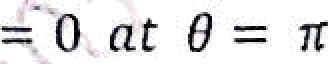 = 0 at θ = π